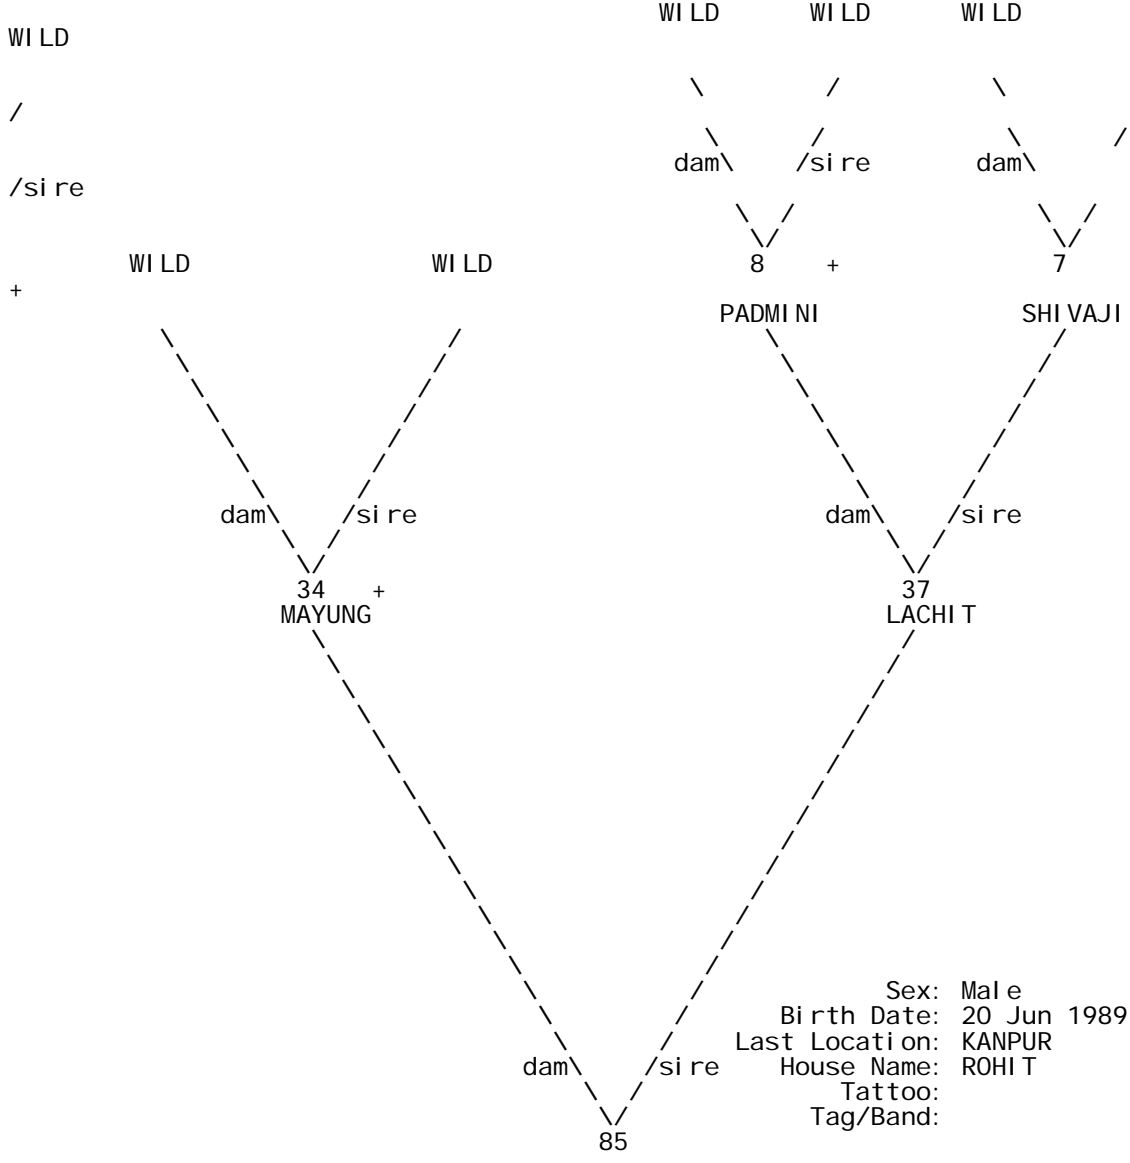 WILD WILD WILD
WILD
\ / \
/
\ / \ /
dam\ /sire dam\
/sire
\ / \ /
\/ \/
WILD WILD 8 + 7
+
PADMINI SHIVAJI
dam\ /sire dam\ /sire
34 + 37
MAYUNG LACHIT
Sex: Male
Birth Date: 20 Jun 1989
Last Location: KANPUR
dam\ /sire House Name: ROHIT
Tattoo:
Tag/Band:
85